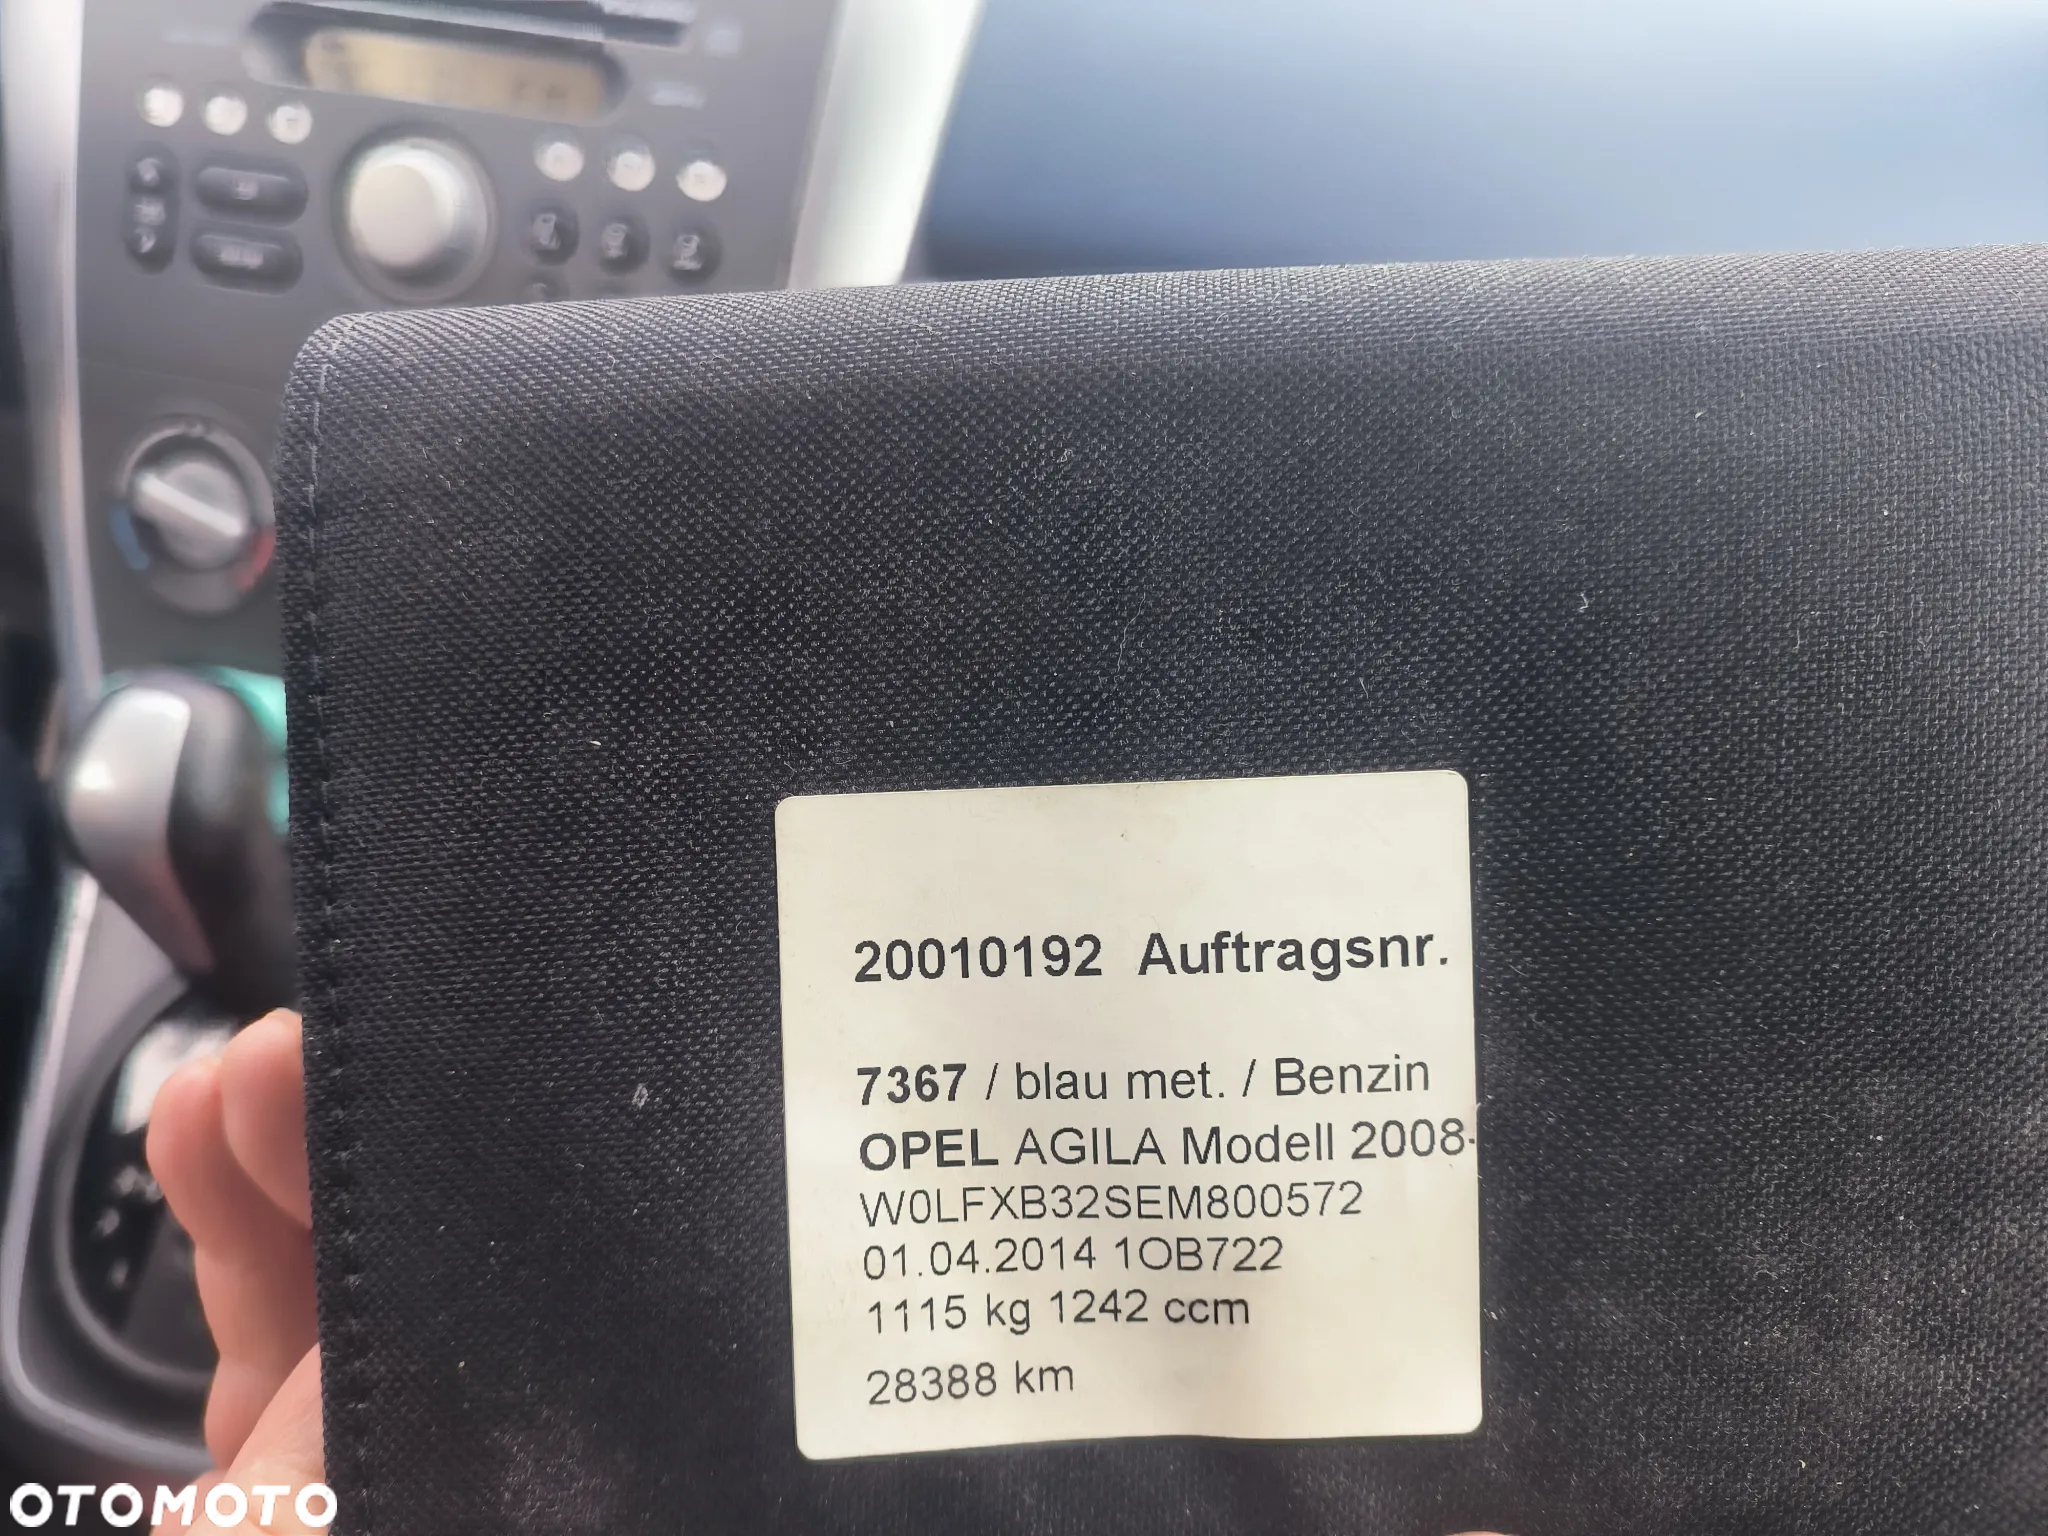 20010192 Auftragsnr.
7367 / blau met. / Benzin
OPEL AGILA Modell 2008-
W0LFXB32SEM800572
01.04.2014 1OB722
1115 kg 1242 ccm
28388 km
OTOMOTO